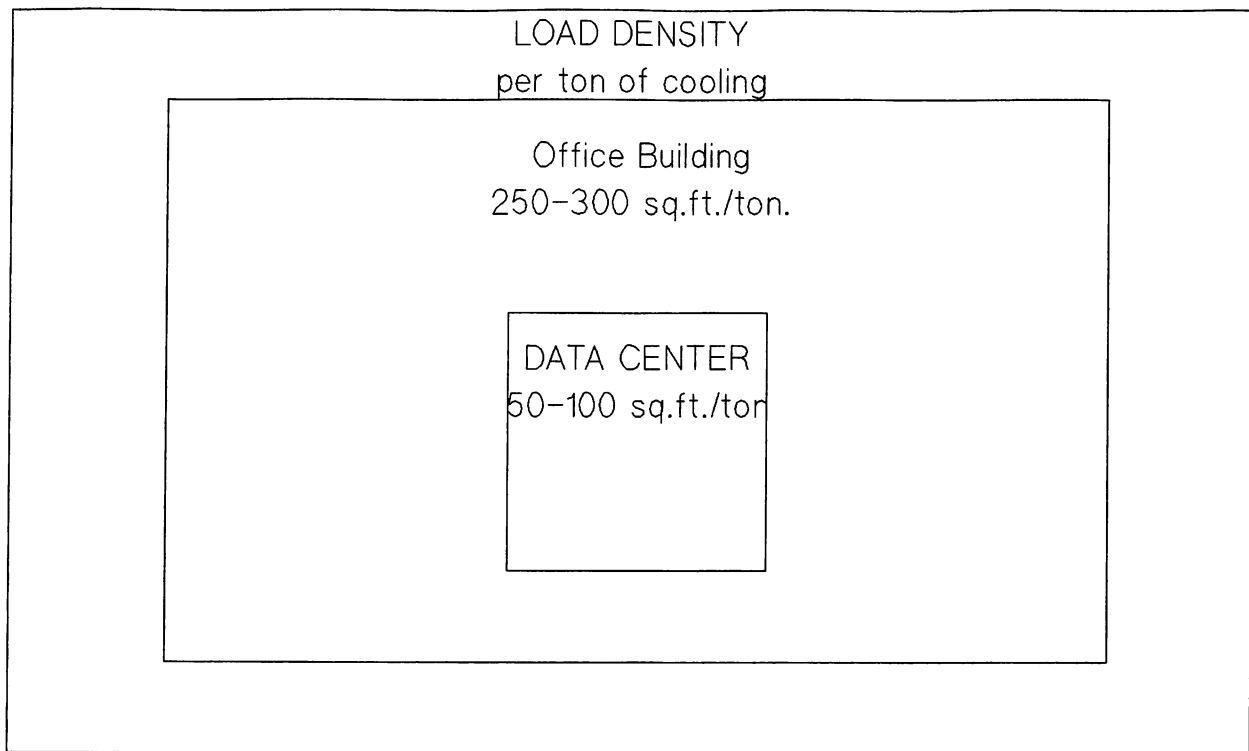 LOAD DENSITY
per ton of cooling
Office Building
250-300 sq.ft./ton.
DATA CENTER
50-100 sq.ft./ton